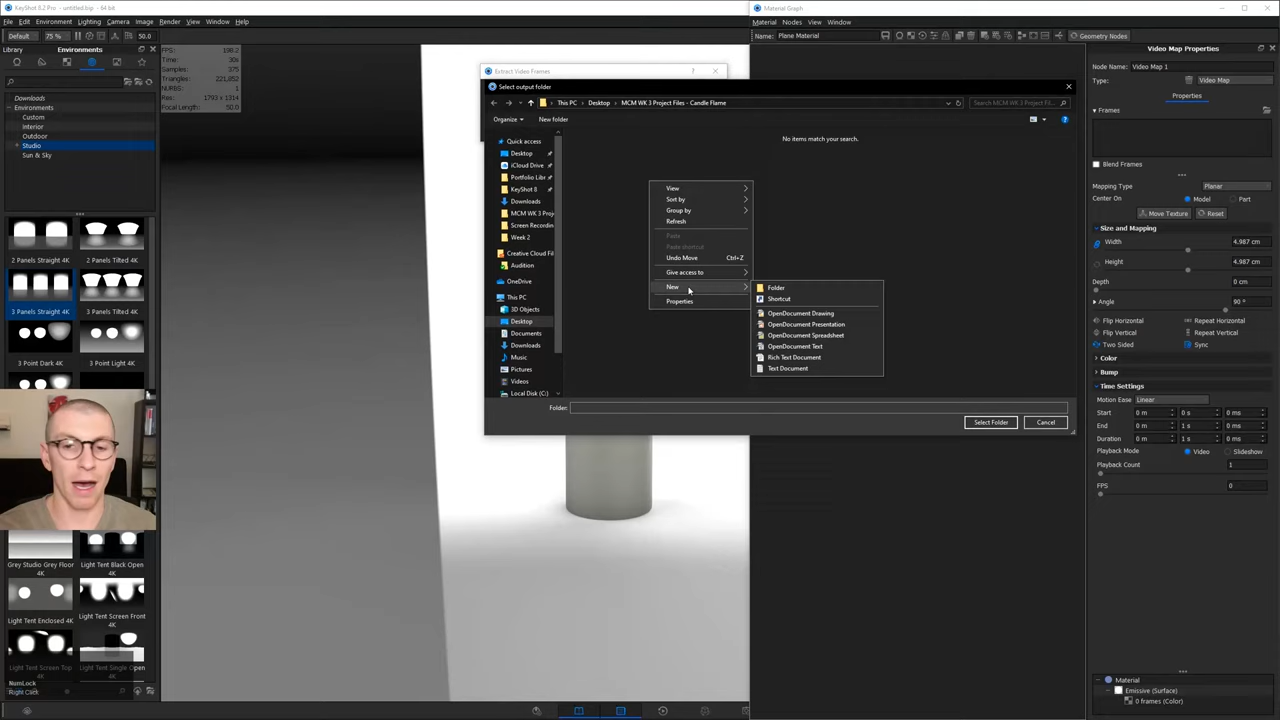 KeyShot 8.2 Pro - untitled.bip - 64 bit
File Edit Environment Lighting Camera Image Render View Window Help
Default 75 % 50.0
Library Environments
Downloads
Environments
Custom
Interior
Outdoor
Studio
Sun & Sky
2 Panels Straight 4K 2 Panels Tilted 4K
3 Panels Straight 4K 3 Panels Tilted 4K
3 Point Dark 4K 3 Point Light 4K
Grey Studio Grey Floor 4K Light Tent Black Open 4K
Light Tent Enclosed 4K Light Tent Screen Front 4K
Light Tent Screen Top 4K Light Tent Single Open 4K
NumLock
Right Click
FPS: 198.2
Time: 30s
Samples: 375
Triangles: 221,852
NURBS: 1
Res: 1793 x 1314
Focal Length: 50.0
Extract Video Frames
Select output folder
This PC > Desktop > MCM WK 3 Project Files - Candle Flame
Search MCM WK 3 Project Fil...
Organize New folder
Quick access
Desktop
iCloud Drive
Portfolio Libr
KeyShot 8
Downloads
MCM WK 3 Proj
Screen Recordin
Week 2
Creative Cloud Fil
Audition
OneDrive
This PC
3D Objects
Desktop
Documents
Downloads
Music
Pictures
Videos
Local Disk (C:)
No items match your search.
View
Sort by
Group by
Refresh
Paste
Paste shortcut
Undo Move Ctrl+Z
Give access to
New
Properties
Folder
Shortcut
OpenDocument Drawing
OpenDocument Presentation
OpenDocument Spreadsheet
OpenDocument Text
Rich Text Document
Text Document
Folder:
Select Folder Cancel
Material Graph
Material Nodes View Window
Name: Plane Material
Geometry Nodes
Video Map Properties
Node Name: Video Map 1
Type: Video Map
Properties
Frames
Blend Frames
Mapping Type Planar
Center On Model Part
Move Texture Reset
Size and Mapping
Width 4.987 cm
Height 4.987 cm
Depth 0 cm
Angle 90 °
Flip Horizontal Repeat Horizontal
Flip Vertical Repeat Vertical
Two Sided Sync
Color
Bump
Time Settings
Motion Ease Linear
Start 0 m 0 s 0 ms
End 0 m 1 s 0 ms
Duration 0 m 1 s 0 ms
Playback Mode Video Slideshow
Playback Count 1
FPS 0
Material
Emissive (Surface)
0 frames (Color)